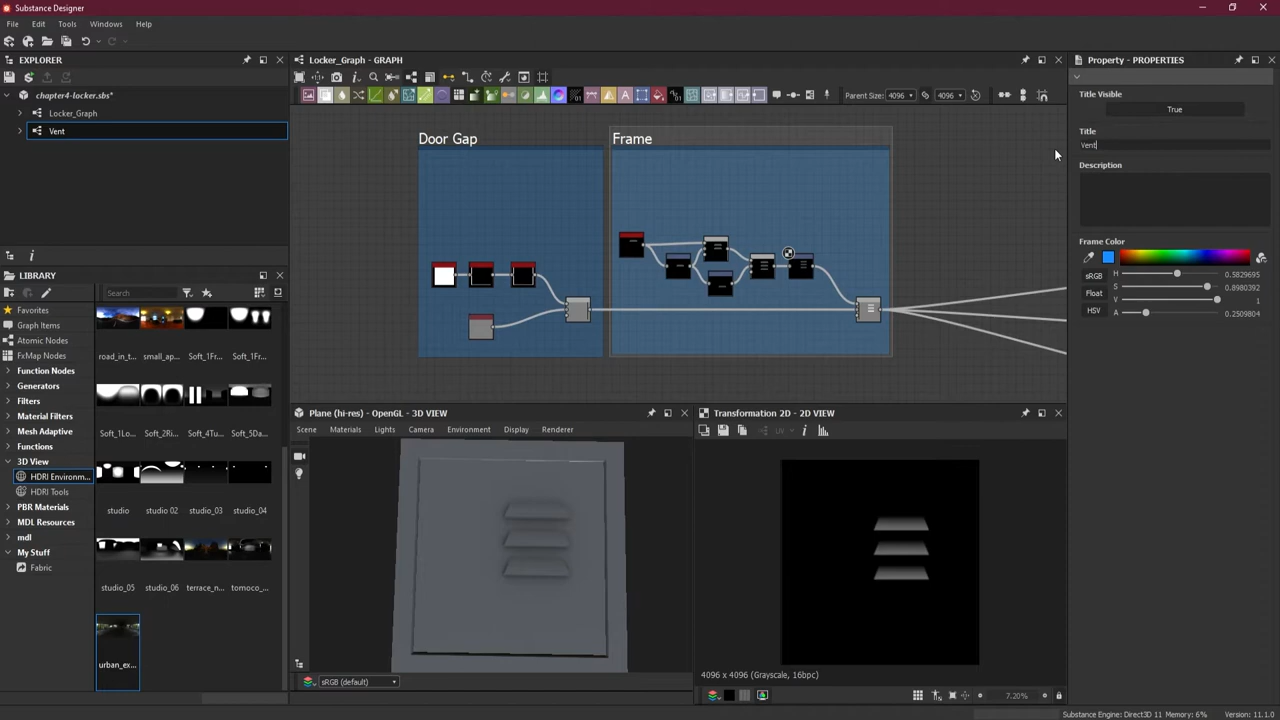 Substance Designer
File Edit Tools Windows Help
EXPLORER
chapter4-locker.sbs*
Locker_Graph
Vent
LIBRARY
Search
Favorites
Graph Items
Atomic Nodes
FxMap Nodes
Function Nodes
Generators
Filters
Material Filters
Mesh Adaptive
Functions
3D View
HDRI Environm...
HDRI Tools
PBR Materials
MDL Resources
mdl
My Stuff
Fabric
road_in_t... small_ap... Soft_1Fr... Soft_1Fr...
Soft_1Lo... Soft_2Ri... Soft_4Tu... Soft_5Da...
studio studio 02 studio_03 studio_04
studio_05 studio_06 terrace_n... tomoco_...
urban_ex...
Locker_Graph - GRAPH
Parent Size: 4096 4096
Door Gap
Frame
Plane (hi-res) - OpenGL - 3D VIEW
Scene Materials Lights Camera Environment Display Renderer
sRGB (default)
Transformation 2D - 2D VIEW
UV
4096 x 4096 (Grayscale, 16bpc)
7.20%
Property - PROPERTIES
Title Visible
True
Title
Vent
Description
Frame Color
sRGB
Float
HSV
H 0.5829695
S 0.8980392
V 1
A 0.2509804
Substance Engine: Direct3D 11 Memory: 6% Version: 11.1.0